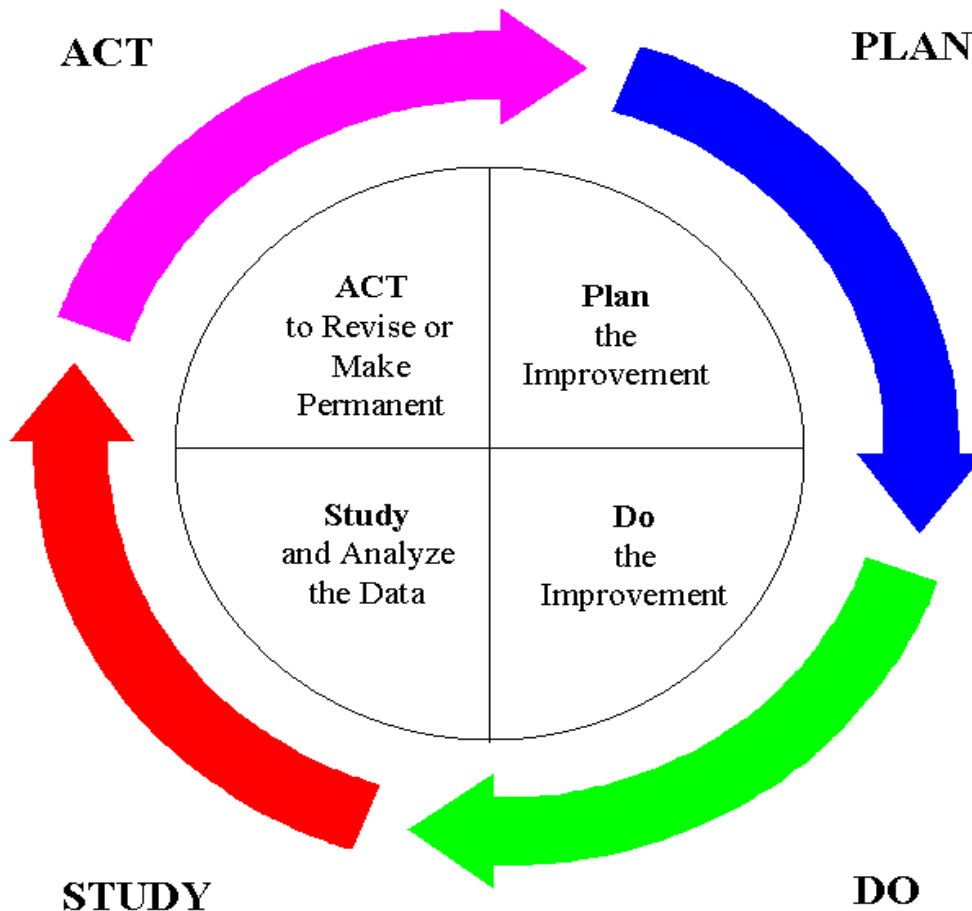 ACT
PLAN
ACT
to Revise or
Make
Permanent
Plan
the
Improvement
Study
and Analyze
the Data
Do
the
Improvement
STUDY
DO